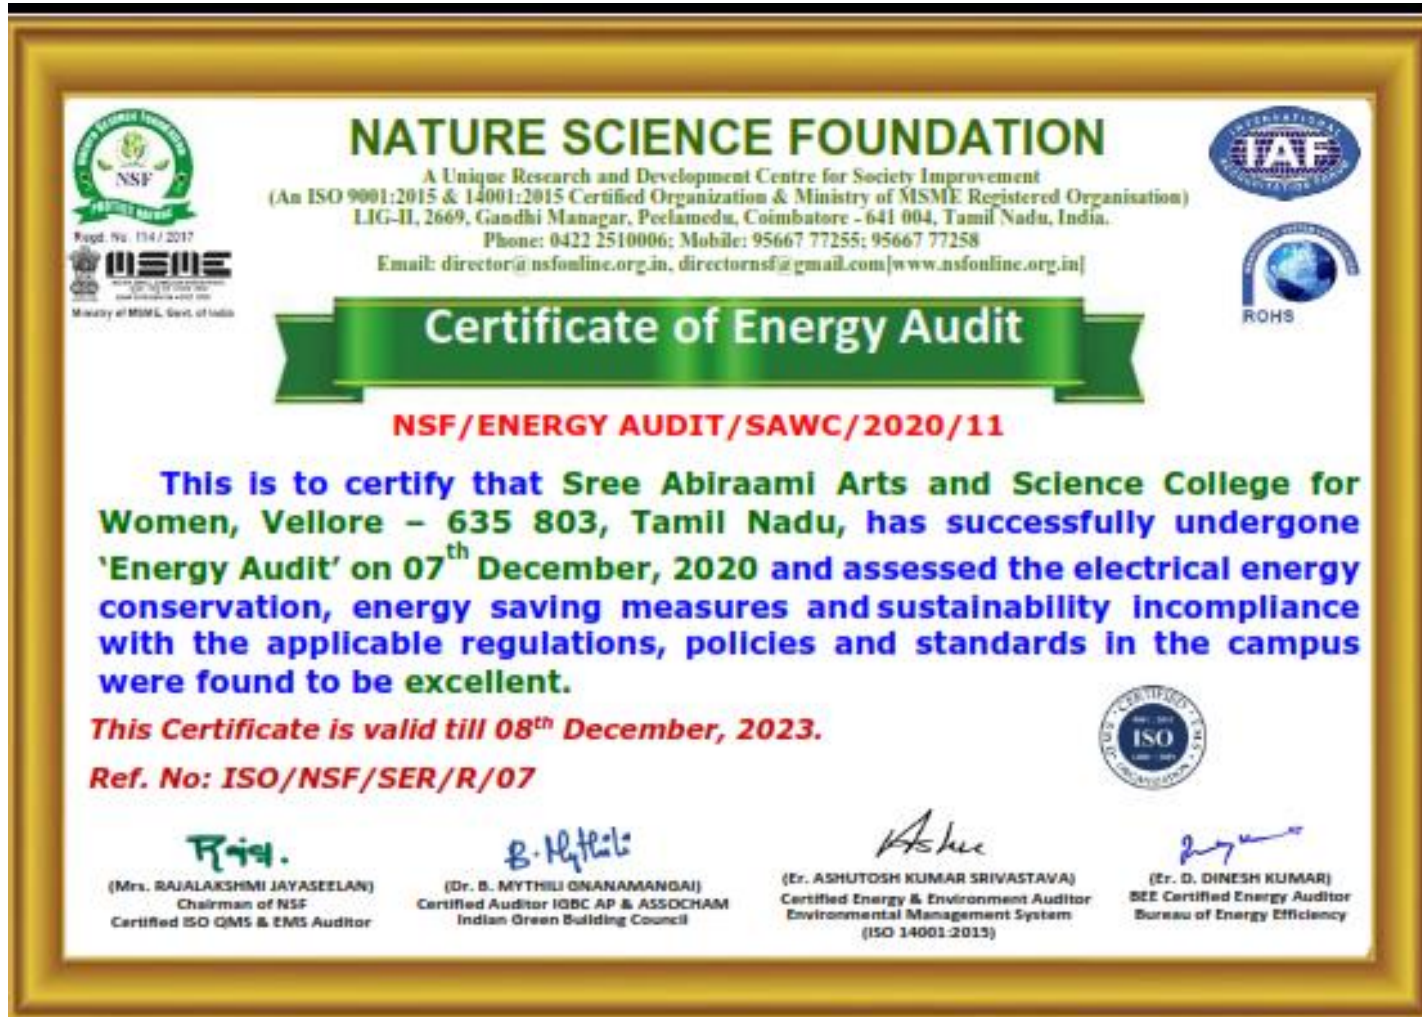 NATURE SCIENCE FOUNDATION
A Unique Research and Development Centre for Society Improvement
(An ISO 9001:2015 & 14001:2015 Certified Organization & Ministry of MSME Registered Organisation)
LIG-II, 2669, Gandhi Managar, Peelamedu, Coimbatore - 641 004, Tamil Nadu, India.
Phone: 0422 2510006; Mobile: 95667 77255; 95667 77258
Email: director@nsfonline.org.in, directornsf@gmail.com[www.nsfonline.org.in]
NSF
Regd. No. 114 / 2017
MSME
Ministry of MSME, Govt. of India
INTERNATIONAL
IAF
ROHS
Certificate of Energy Audit
NSF/ENERGY AUDIT/SAWC/2020/11
This is to certify that Sree Abiraami Arts and Science College for
Women, Vellore – 635 803, Tamil Nadu, has successfully undergone
‘Energy Audit’ on 07th December, 2020 and assessed the electrical energy
conservation, energy saving measures and sustainability incompliance
with the applicable regulations, policies and standards in the campus
were found to be excellent.
This Certificate is valid till 08th December, 2023.
Ref. No: ISO/NSF/SER/R/07
CERTIFIED
ISO
ORGANIZATION
B. Mythili
(Mrs. RAJALAKSHMI JAYASEELAN)
Chairman of NSF
Certified ISO QMS & EMS Auditor
(Dr. B. MYTHILI GNANAMANGAI)
Certified Auditor IGBC AP & ASSOCHAM
Indian Green Building Council
(Er. ASHUTOSH KUMAR SRIVASTAVA)
Certified Energy & Environment Auditor
Environmental Management System
(ISO 14001:2015)
(Er. D. DINESH KUMAR)
BEE Certified Energy Auditor
Bureau of Energy Efficiency